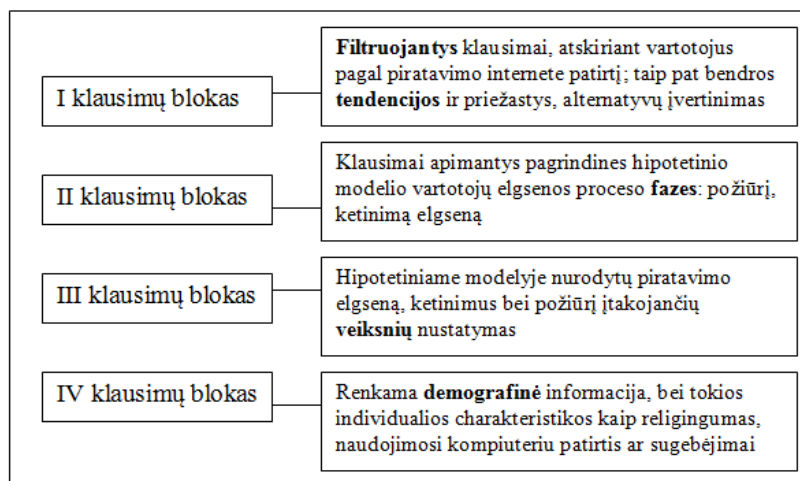 I klausimų blokas
Filtruojantys klausimai, atskiriant vartotojus
pagal piratavimo internete patirtį; taip pat bendros
tendencijos ir priežastys, alternatyvų įvertinimas
II klausimų blokas
Klausimai apimantys pagrindines hipotetinio
modelio vartotojų elgsenos proceso fazes: požiūrį,
ketinimą elgseną
III klausimų blokas
Hipotetiniame modelyje nurodytų piratavimo
elgseną, ketinimus bei požiūrį įtakojančių
veiksnių nustatymas
IV klausimų blokas
Renkama demografinė informacija, bei tokios
individualios charakteristikos kaip religingumas,
naudojimosi kompiuteriu patirtis ar sugebėjimai